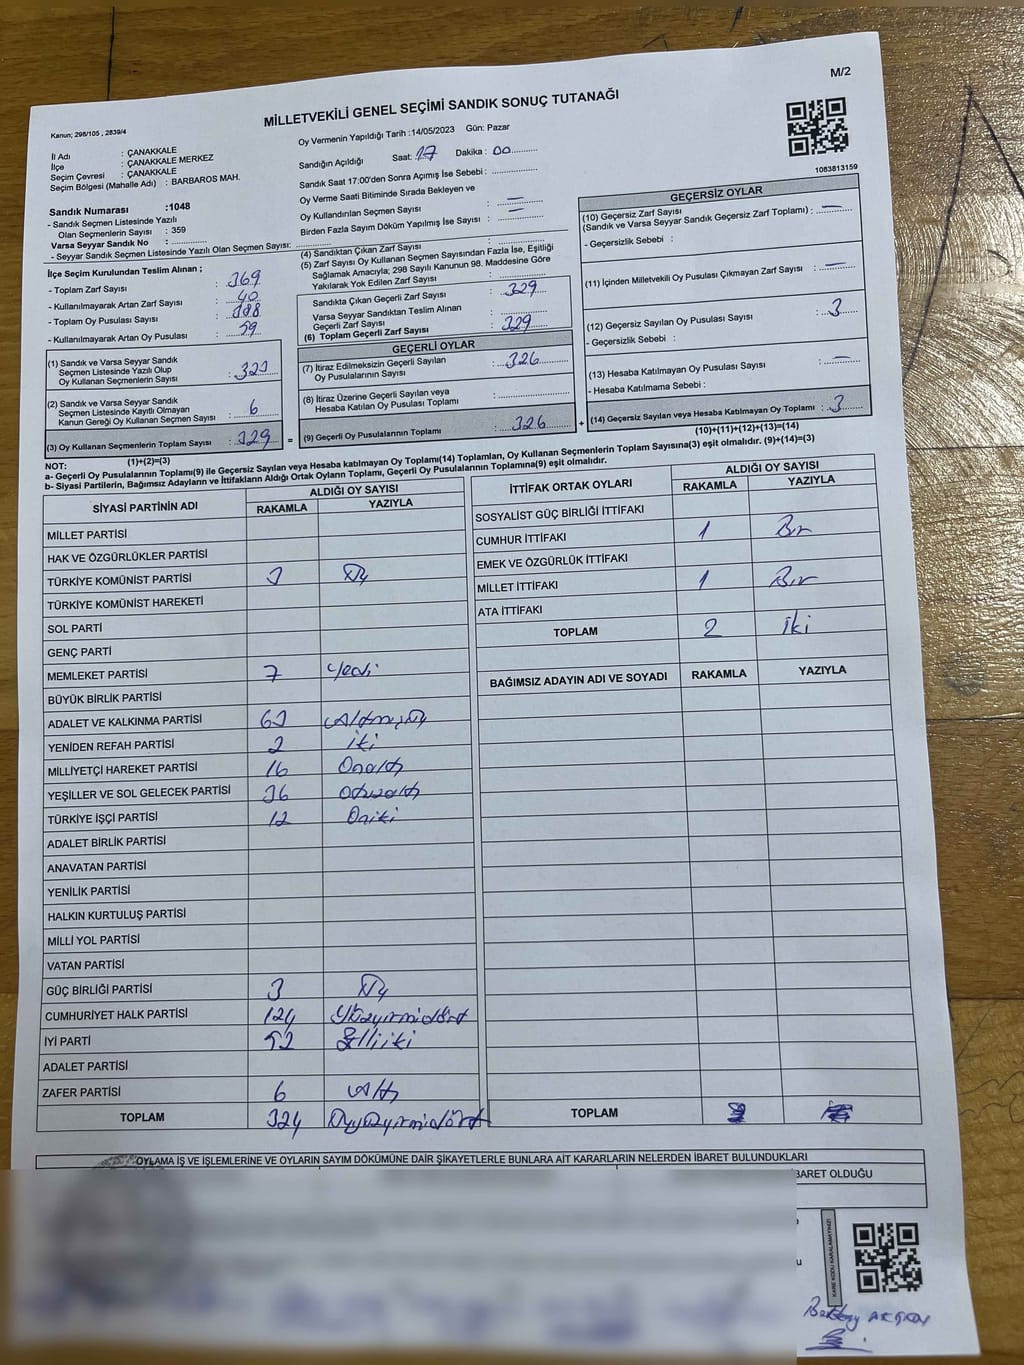 M/2
MİLLETVEKİLİ GENEL SEÇİMİ SANDIK SONUÇ TUTANAĞI
Kanun; 298/105 , 2839/4
Oy Vermenin Yapıldığı Tarih :14/05/2023 Gün: Pazar
İl Adı : ÇANAKKALE
İlçe : ÇANAKKALE MERKEZ
Seçim Çevresi : ÇANAKKALE
Seçim Bölgesi (Mahalle Adı) : BARBAROS MAH.
Sandık Numarası :1048
- Sandık Seçmen Listesinde Yazılı
Olan Seçmenlerin Sayısı : 359
Varsa Seyyar Sandık No : ............
- Seyyar Sandık Seçmen Listesinde Yazılı Olan Seçmen Sayısı: ............
Sandığın Açıldığı Saat: 17 Dakika : 00
Sandık Saat 17:00'den Sonra Açımış İse Sebebi : ............
Oy Verme Saati Bitiminde Sırada Bekleyen ve
Oy Kullandırılan Seçmen Sayısı : —
Birden Fazla Sayım Döküm Yapılmış İse Sayısı : —
1083813159
İlçe Seçim Kurulundan Teslim Alınan ;
- Toplam Zarf Sayısı : 369
- Kullanılmayarak Artan Zarf Sayısı : 40
- Toplam Oy Pusulası Sayısı :
- Kullanılmayarak Artan Oy Pusulası : 59
(1) Sandık ve Varsa Seyyar Sandık
Seçmen Listesinde Yazılı Olup
Oy Kullanan Seçmenlerin Sayısı : 323
(2) Sandık ve Varsa Seyyar Sandık
Seçmen Listesinde Kayıtlı Olmayan
Kanun Gereği Oy Kullanan Seçmen Sayısı : 6
(3) Oy Kullanan Seçmenlerin Toplam Sayısı : 329 =
(1)+(2)=(3)
(4) Sandıktan Çıkan Zarf Sayısı : ............
(5) Zarf Sayısı Oy Kullanan Seçmen Sayısından Fazla İse, Eşitliği
Sağlamak Amacıyla; 298 Sayılı Kanunun 98. Maddesine Göre
Yakılarak Yok Edilen Zarf Sayısı : ............
Sandıkta Çıkan Geçerli Zarf Sayısı : 329
Varsa Seyyar Sandıktan Teslim Alınan
Geçerli Zarf Sayısı : ............
(6) Toplam Geçerli Zarf Sayısı : 329
GEÇERLİ OYLAR
(7) İtiraz Edilmeksizin Geçerli Sayılan
Oy Pusulalarının Sayısı : 326
(8) İtiraz Üzerine Geçerli Sayılan veya
Hesaba Katılan Oy Pusulası Toplamı : ............
(9) Geçerli Oy Pusulalarının Toplamı : 326 +
GEÇERSİZ OYLAR
(10) Geçersiz Zarf Sayısı
(Sandık ve Varsa Seyyar Sandık Geçersiz Zarf Toplamı) : —
- Geçersizlik Sebebi :
(11) İçinden Milletvekili Oy Pusulası Çıkmayan Zarf Sayısı : —
(12) Geçersiz Sayılan Oy Pusulası Sayısı : 3
- Geçersizlik Sebebi :
(13) Hesaba Katılmayan Oy Pusulası Sayısı : —
- Hesaba Katılmama Sebebi :
(14) Geçersiz Sayılan veya Hesaba Katılmayan Oy Toplamı : 3
(10)+(11)+(12)+(13)=(14)
NOT:
a- Geçerli Oy Pusulalarının Toplamı(9) ile Geçersiz Sayılan veya Hesaba katılmayan Oy Toplamı(14) Toplamları, Oy Kullanan Seçmenlerin Toplam Sayısına(3) eşit olmalıdır. (9)+(14)=(3)
b- Siyasi Partilerin, Bağımsız Adayların ve İttifakların Aldığı Ortak Oyların Toplamı, Geçerli Oy Pusulalarının Toplamına(9) eşit olmalıdır.
SİYASİ PARTİNİN ADI ALDIĞI OY SAYISI
RAKAMLA YAZIYLA
MİLLET PARTİSİ
HAK VE ÖZGÜRLÜKLER PARTİSİ
TÜRKİYE KOMÜNİST PARTİSİ 3 Üç
TÜRKİYE KOMÜNİST HAREKETİ
SOL PARTİ
GENÇ PARTİ
MEMLEKET PARTİSİ 7 Yedi
BÜYÜK BİRLİK PARTİSİ
ADALET VE KALKINMA PARTİSİ 63 Altmışüç
YENİDEN REFAH PARTİSİ 2 iki
MİLLİYETÇİ HAREKET PARTİSİ 16 Onaltı
YEŞİLLER VE SOL GELECEK PARTİSİ 36 Otuzaltı
TÜRKİYE İŞÇİ PARTİSİ 12 Oniki
ADALET BİRLİK PARTİSİ
ANAVATAN PARTİSİ
YENİLİK PARTİSİ
HALKIN KURTULUŞ PARTİSİ
MİLLİ YOL PARTİSİ
VATAN PARTİSİ
GÜÇ BİRLİĞİ PARTİSİ 3 Üç
CUMHURİYET HALK PARTİSİ 124 Yüzyirmidört
İYİ PARTİ 52 Elliiki
ADALET PARTİSİ
ZAFER PARTİSİ 6 Altı
TOPLAM 324 Üçyüzyirmidört
İTTİFAK ORTAK OYLARI ALDIĞI OY SAYISI
RAKAMLA YAZIYLA
SOSYALİST GÜÇ BİRLİĞİ İTTİFAKI
CUMHUR İTTİFAKI 1 Bir
EMEK VE ÖZGÜRLÜK İTTİFAKI
MİLLET İTTİFAKI 1 Bir
ATA İTTİFAKI
TOPLAM 2 İki
BAĞIMSIZ ADAYIN ADI VE SOYADI RAKAMLA YAZIYLA
TOPLAM
OYLAMA İŞ VE İŞLEMLERİNE VE OYLARIN SAYIM DÖKÜMÜNE DAİR ŞİKAYETLERLE BUNLARA AİT KARARLARIN NELERDEN İBARET BULUNDUKLARI
İBARET OLDUĞU
KARE KODU KARALAMAYINIZ!